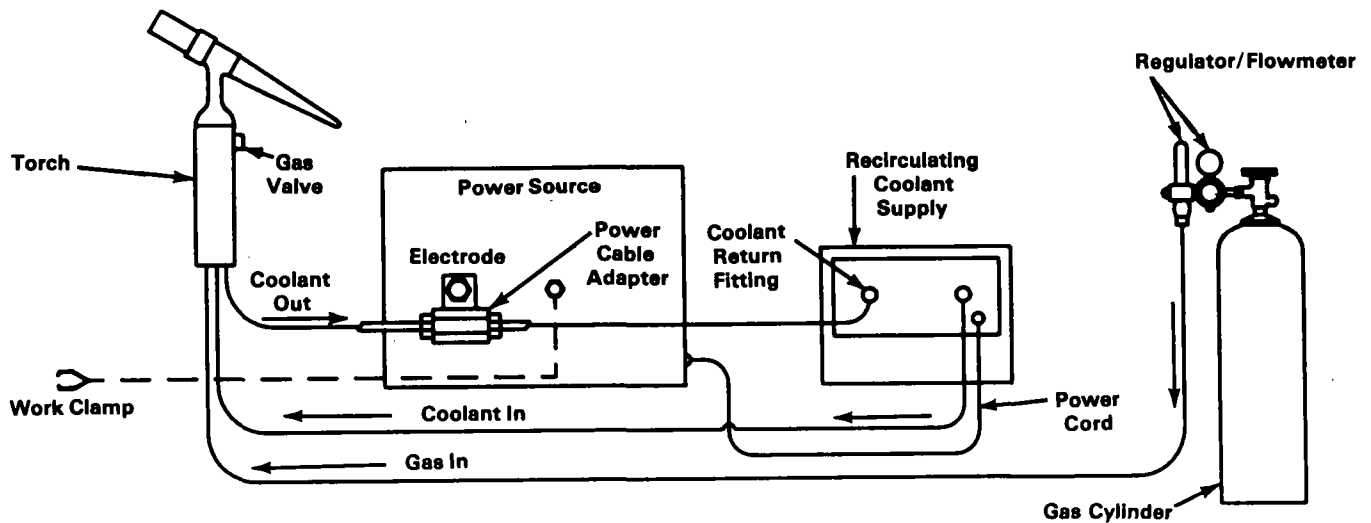 Regulator/Flowmeter
Torch
Gas
Valve
Power Source
Recirculating
Coolant
Supply
Electrode
Power
Cable
Adapter
Coolant
Return
Fitting
Coolant
Out
Work Clamp
Coolant In
Power
Cord
Gas In
Gas Cylinder